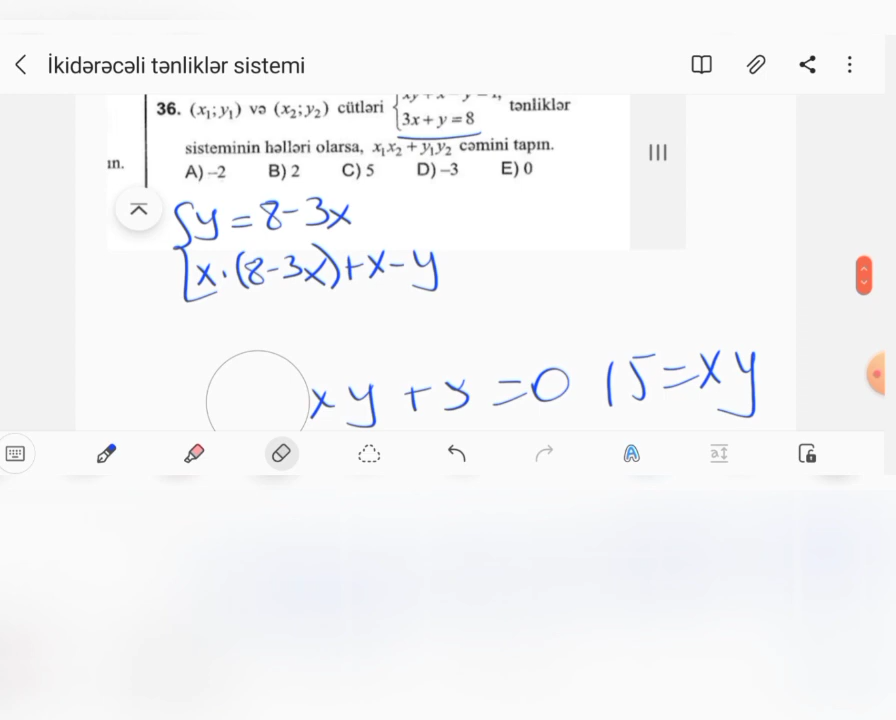 İkidərəcəli tənliklər sistemi
36. (x₁; y₁) və (x₂; y₂) cütləri tənliklər
3x + y = 8
sisteminin həlləri olarsa, x₁x₂ + y₁y₂ cəmini tapın.
ın.
A) –2 B) 2 C) 5 D) –3 E) 0
y = 8 - 3x
x · (8 - 3x) + x - y
xy + = 0 15 = xy